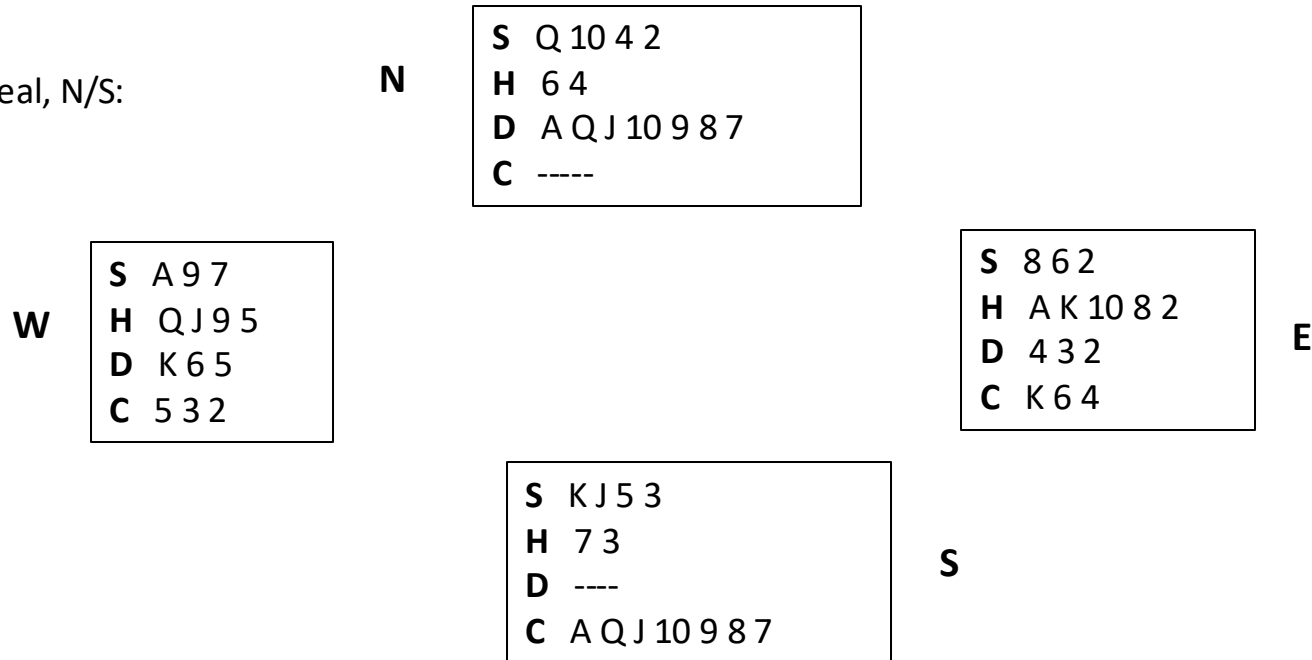 eal, N/S:
N
S Q 10 4 2
H 6 4
D A Q J 10 9 8 7
C -----
W
S A 9 7
H Q J 9 5
D K 6 5
C 5 3 2
S 8 6 2
H A K 10 8 2
D 4 3 2
C K 6 4
E
S K J 5 3
H 7 3
D ----
C A Q J 10 9 8 7
S